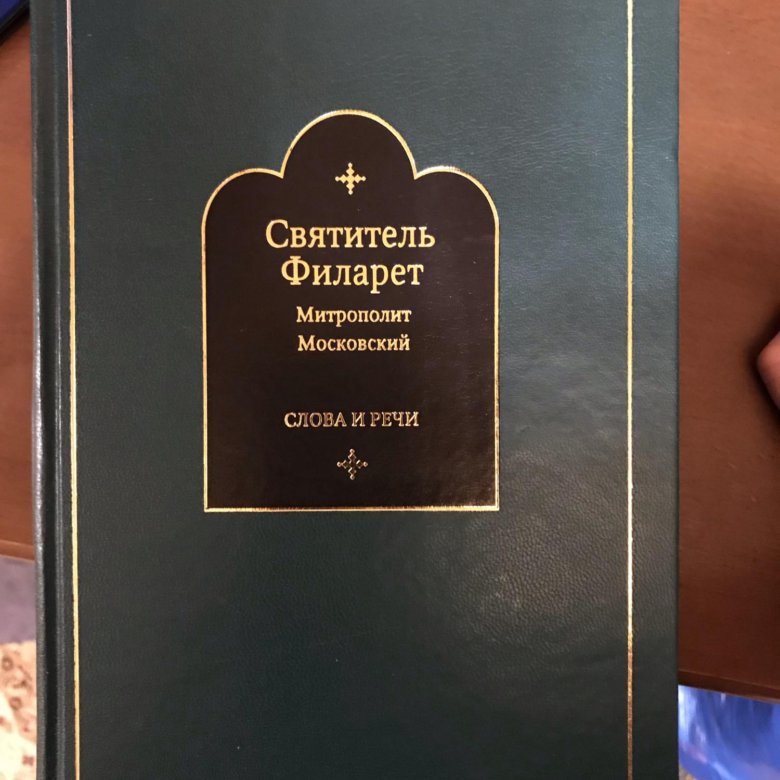 Святитель
Филарет
Митрополит
Московский
СЛОВА И РЕЧИ